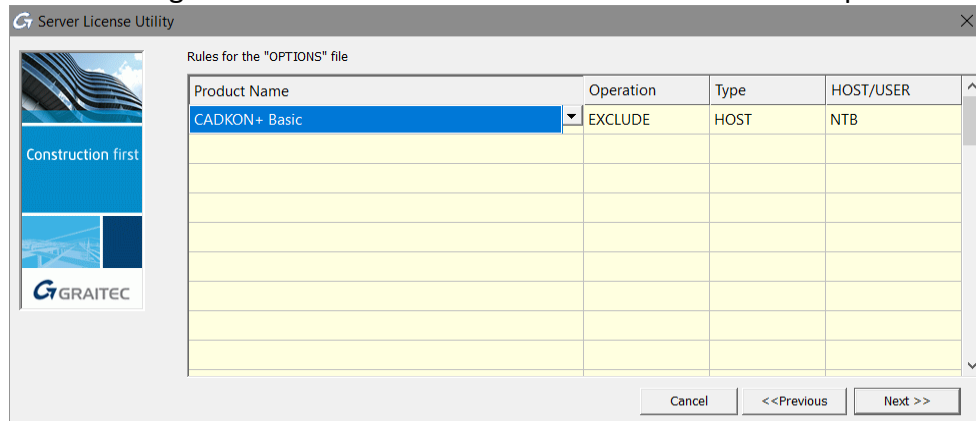 Server License Utility
Rules for the "OPTIONS" file
Product Name Operation Type HOST/USER
CADKON+ Basic EXCLUDE HOST NTB
Construction first
GRAITEC
Cancel <<Previous Next >>